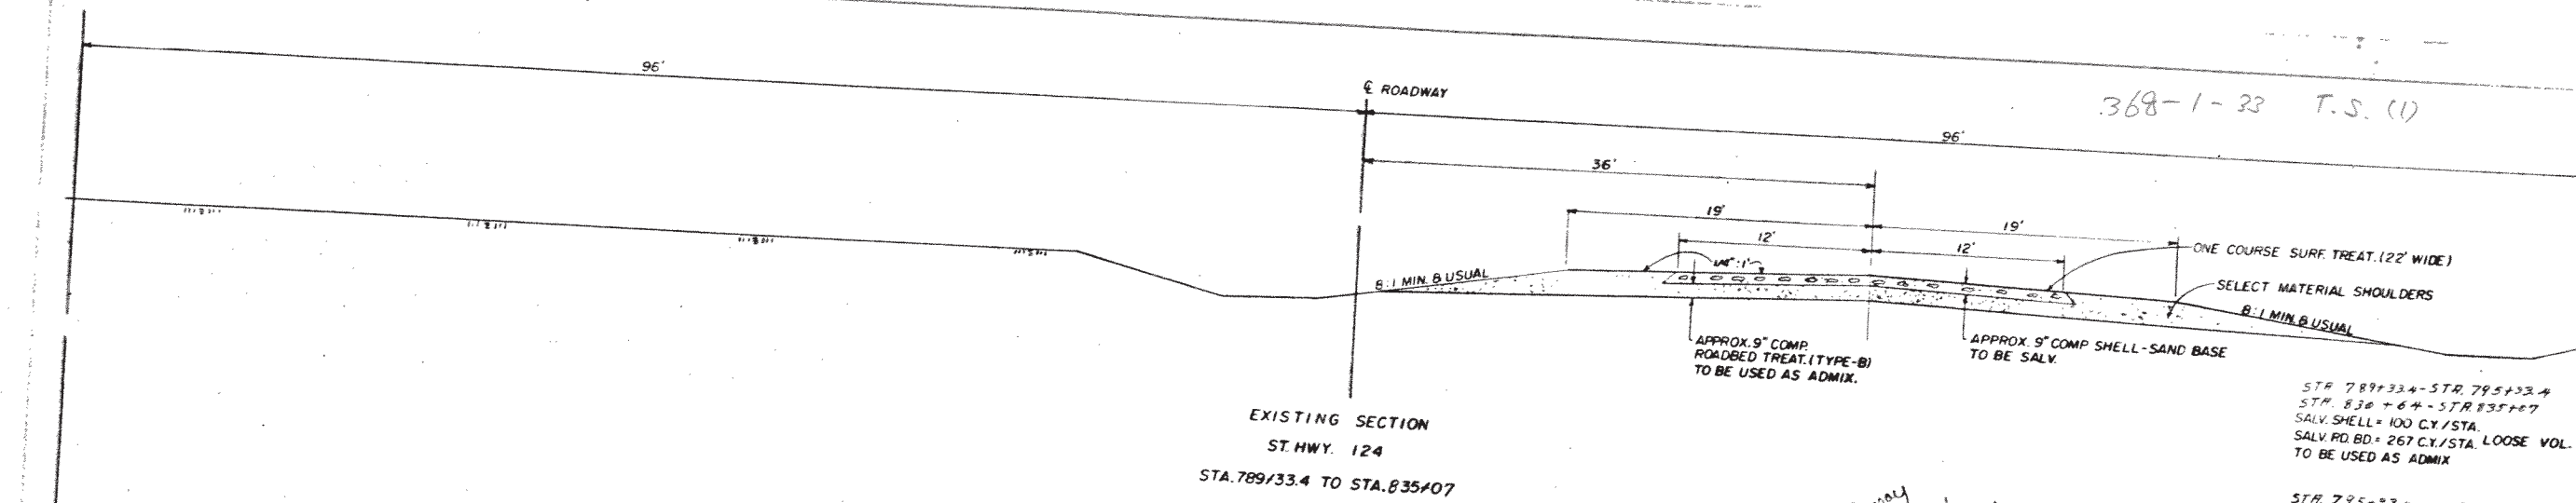 96'
℄ ROADWAY
368-1-33 T.S. (1)
96'
36'
19'
19'
12'
12'
ONE COURSE SURF. TREAT. (22' WIDE)
8:1 MIN. & USUAL
SELECT MATERIAL SHOULDERS
8:1 MIN. & USUAL
APPROX. 9" COMP.
ROADBED TREAT. (TYPE-B)
TO BE USED AS ADMIX.
APPROX. 9" COMP SHELL-SAND BASE
TO BE SALV.
EXISTING SECTION
ST. HWY. 124
STA. 789+33.4 TO STA. 835+07
STA 789+33.4-STA. 795+33.4
STA. 830+64-STA. 835+07
SALV. SHELL = 100 C.Y./STA.
SALV. RD. BD. = 267 C.Y./STA. LOOSE VOL.
TO BE USED AS ADMIX